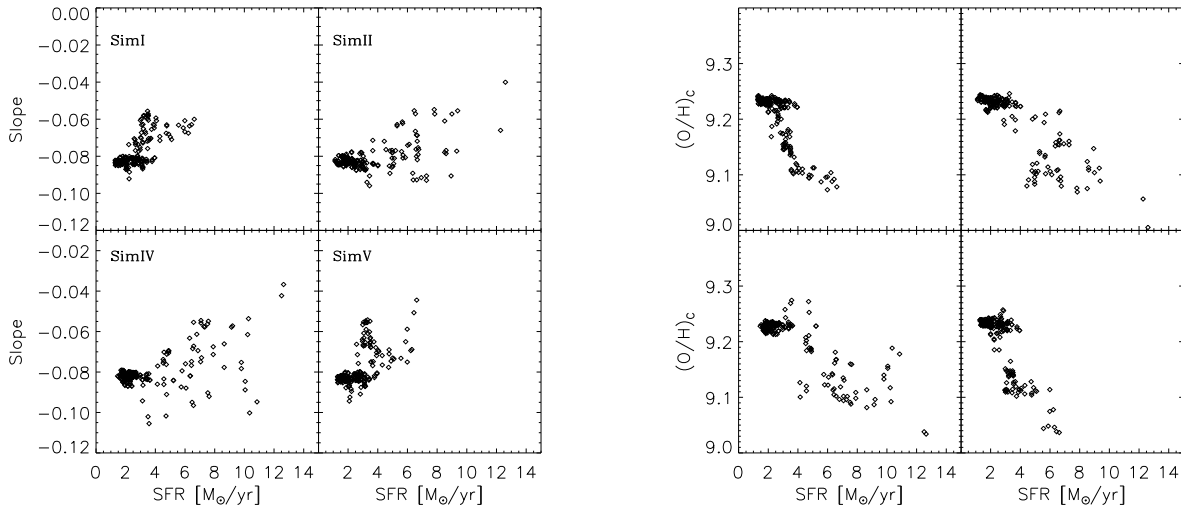 0.00
-0.02
-0.04
-0.06
-0.08
-0.10
-0.12
Slope
SimI
SimII
-0.02
-0.04
-0.06
-0.08
-0.10
-0.12
Slope
SimIV
SimV
0 2 4 6 8 10 12 14
2 4 6 8 10 12 14
SFR [M⊙/yr]
SFR [M⊙/yr]
9.3
9.2
9.1
9.0
(O/H)c
9.3
9.2
9.1
9.0
(O/H)c
0 2 4 6 8 10 12 14
2 4 6 8 10 12 14
SFR [M⊙/yr]
SFR [M⊙/yr]